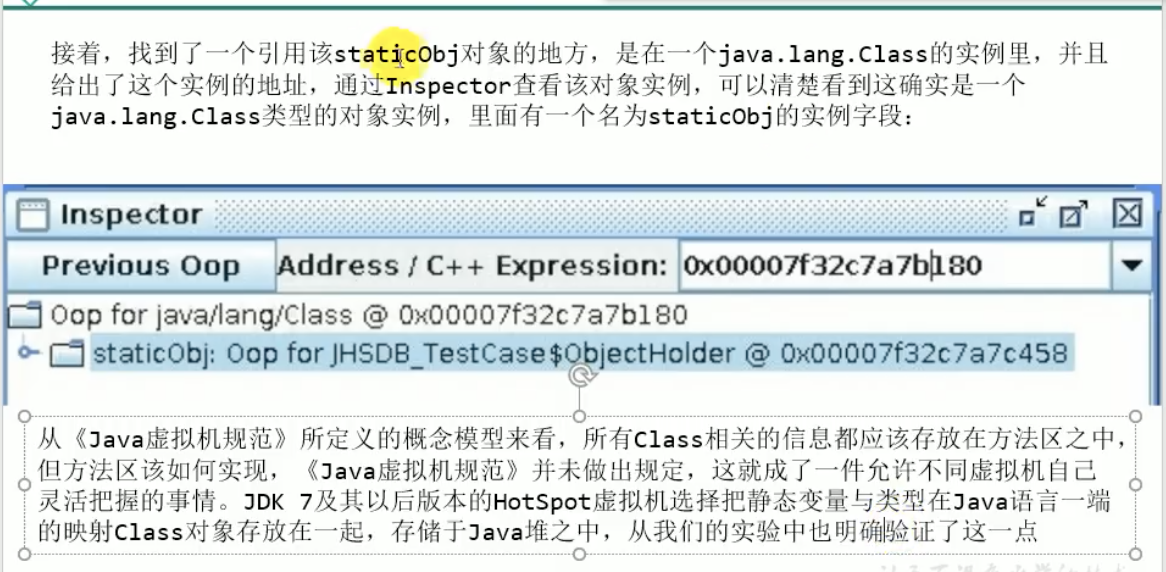 接着，找到了一个引用该staticObj对象的地方，是在一个java.lang.Class的实例里，并且
给出了这个实例的地址，通过Inspector查看该对象实例，可以清楚看到这确实是一个
java.lang.Class类型的对象实例，里面有一个名为staticObj的实例字段：
Inspector
Previous Oop Address / C++ Expression: 0x00007f32c7a7b180
Oop for java/lang/Class @ 0x00007f32c7a7b180
staticObj: Oop for JHSDB_TestCase$ObjectHolder @ 0x00007f32c7a7c458
从《Java虚拟机规范》所定义的概念模型来看，所有Class相关的信息都应该存放在方法区之中，
但方法区该如何实现，《Java虚拟机规范》并未做出规定，这就成了一件允许不同虚拟机自己
灵活把握的事情。JDK 7及其以后版本的HotSpot虚拟机选择把静态变量与类型在Java语言一端
的映射Class对象存放在一起，存储于Java堆之中，从我们的实验中也明确验证了这一点